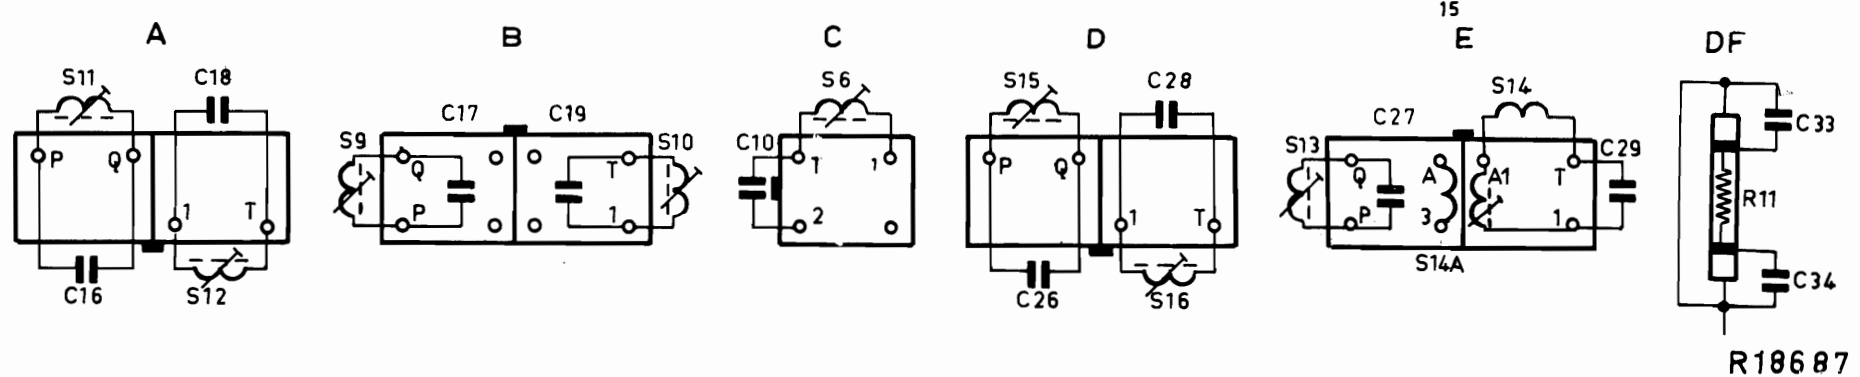 15
A B C D E DF
S11 C18 S6 S15 C28 S14
S9 C17 C19 S10 C10 S13 C27 C29 C33
P Q Q T T 1 P Q Q A A1 T
1 T P 1 2 1 T P 3 1 R11
S14A
C16 S12 C26 S16 C34
R18687